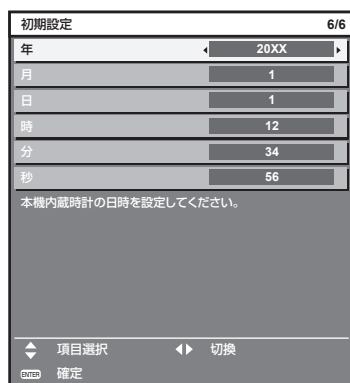 初期設定 6/6
年 20XX
月 1
日 1
時 12
分 34
秒 56
本機内蔵時計の日時を設定してください。
項目選択 切換
ENTER 確定